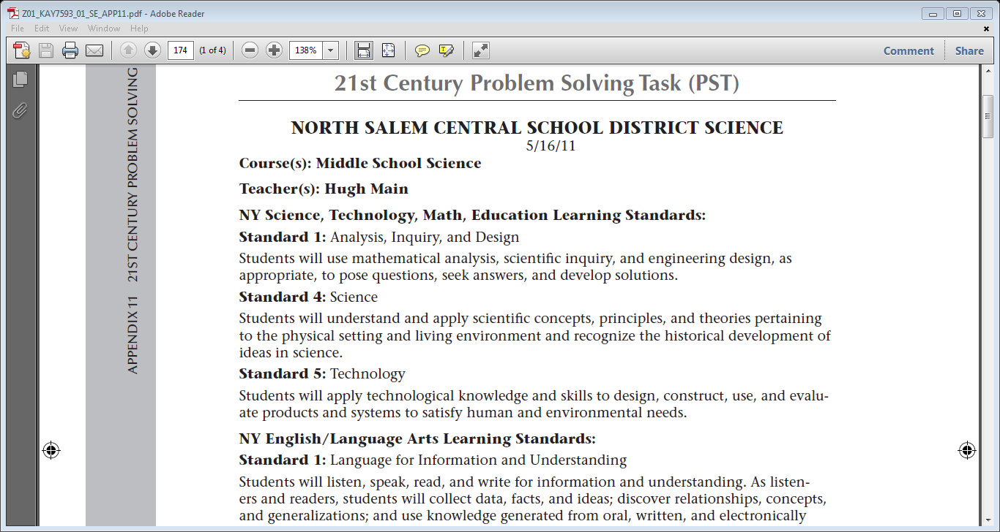 Z01_KAY7593_01_SE_APP11.pdf - Adobe Reader
File Edit View Window Help
174 (1 of 4) 138% Comment Share
APPENDIX 11 21ST CENTURY PROBLEM SOLVING
21st Century Problem Solving Task (PST)
NORTH SALEM CENTRAL SCHOOL DISTRICT SCIENCE
5/16/11
Course(s): Middle School Science
Teacher(s): Hugh Main
NY Science, Technology, Math, Education Learning Standards:
Standard 1: Analysis, Inquiry, and Design
Students will use mathematical analysis, scientific inquiry, and engineering design, as
appropriate, to pose questions, seek answers, and develop solutions.
Standard 4: Science
Students will understand and apply scientific concepts, principles, and theories pertaining
to the physical setting and living environment and recognize the historical development of
ideas in science.
Standard 5: Technology
Students will apply technological knowledge and skills to design, construct, use, and evalu-
ate products and systems to satisfy human and environmental needs.
NY English/Language Arts Learning Standards:
Standard 1: Language for Information and Understanding
Students will listen, speak, read, and write for information and understanding. As listen-
ers and readers, students will collect data, facts, and ideas; discover relationships, concepts,
and generalizations; and use knowledge generated from oral, written, and electronically